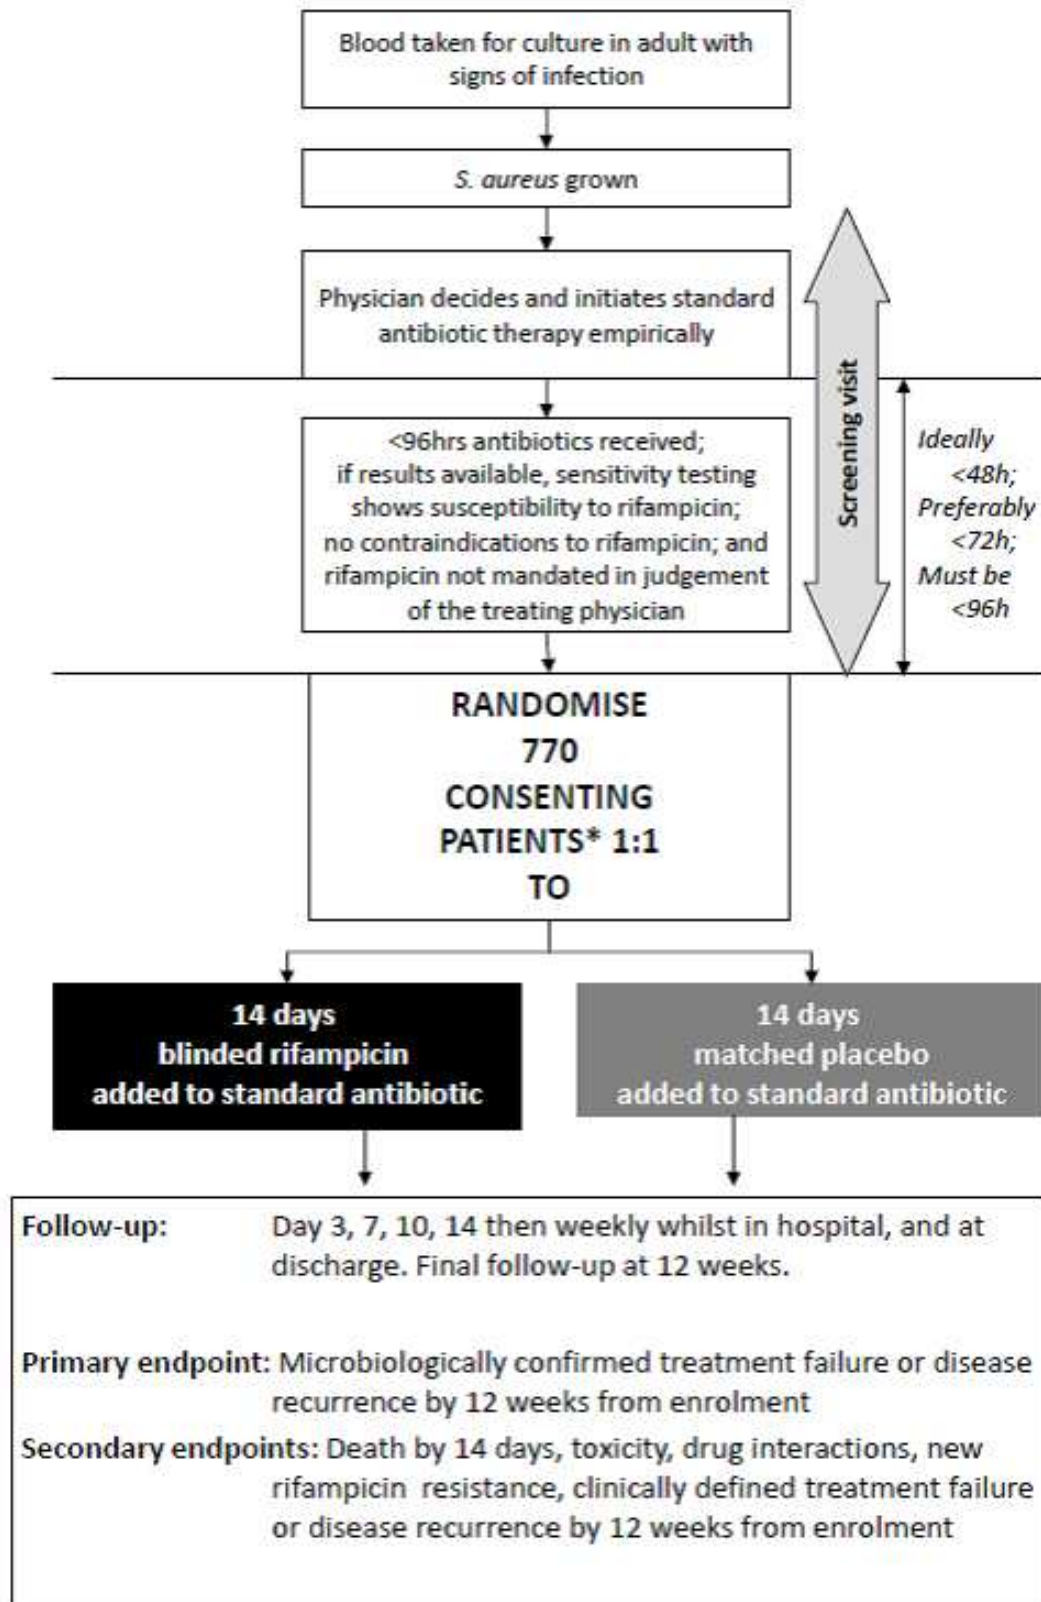 Blood taken for culture in adult with
signs of infection
S. aureus grown
Physician decides and initiates standard
antibiotic therapy empirically
<96hrs antibiotics received;
if results available, sensitivity testing
shows susceptibility to rifampicin;
no contraindications to rifampicin; and
rifampicin not mandated in judgement
of the treating physician
Screening visit
Ideally
<48h;
Preferably
<72h;
Must be
<96h
RANDOMISE
770
CONSENTING
PATIENTS* 1:1
TO
14 days
blinded rifampicin
added to standard antibiotic
14 days
matched placebo
added to standard antibiotic
Follow-up: Day 3, 7, 10, 14 then weekly whilst in hospital, and at
discharge. Final follow-up at 12 weeks.
Primary endpoint: Microbiologically confirmed treatment failure or disease
recurrence by 12 weeks from enrolment
Secondary endpoints: Death by 14 days, toxicity, drug interactions, new
rifampicin resistance, clinically defined treatment failure
or disease recurrence by 12 weeks from enrolment